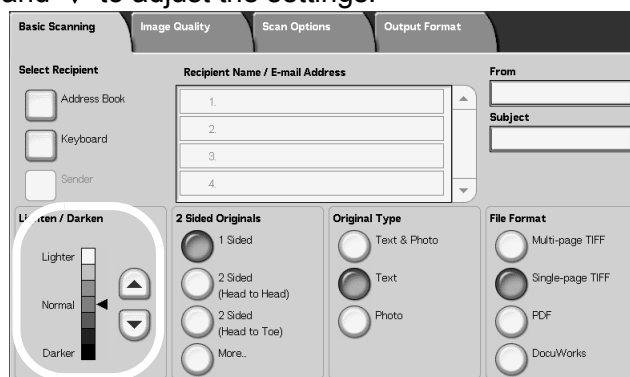 and ▼ to adjust the settings.
Basic Scanning
Image Quality
Scan Options
Output Format
Select Recipient
Address Book
Keyboard
Sender
Recipient Name / E-mail Address
1.
2.
3.
4.
From
Subject
Lighten / Darken
Lighter
Normal
Darker
2 Sided Originals
1 Sided
2 Sided
(Head to Head)
2 Sided
(Head to Toe)
More..
Original Type
Text & Photo
Text
Photo
File Format
Multi-page TIFF
Single-page TIFF
PDF
DocuWorks